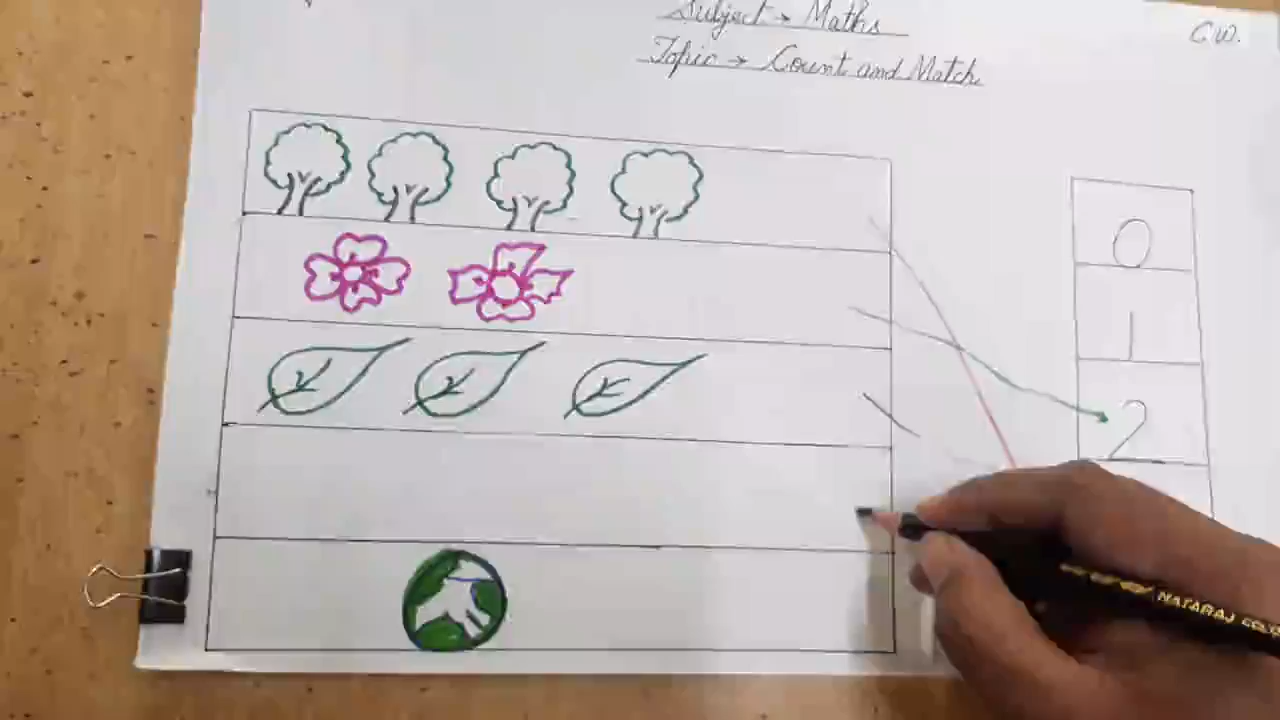 Subject → Maths
C.W.
Topic → Count and Match
0
1
2
NATARAJ